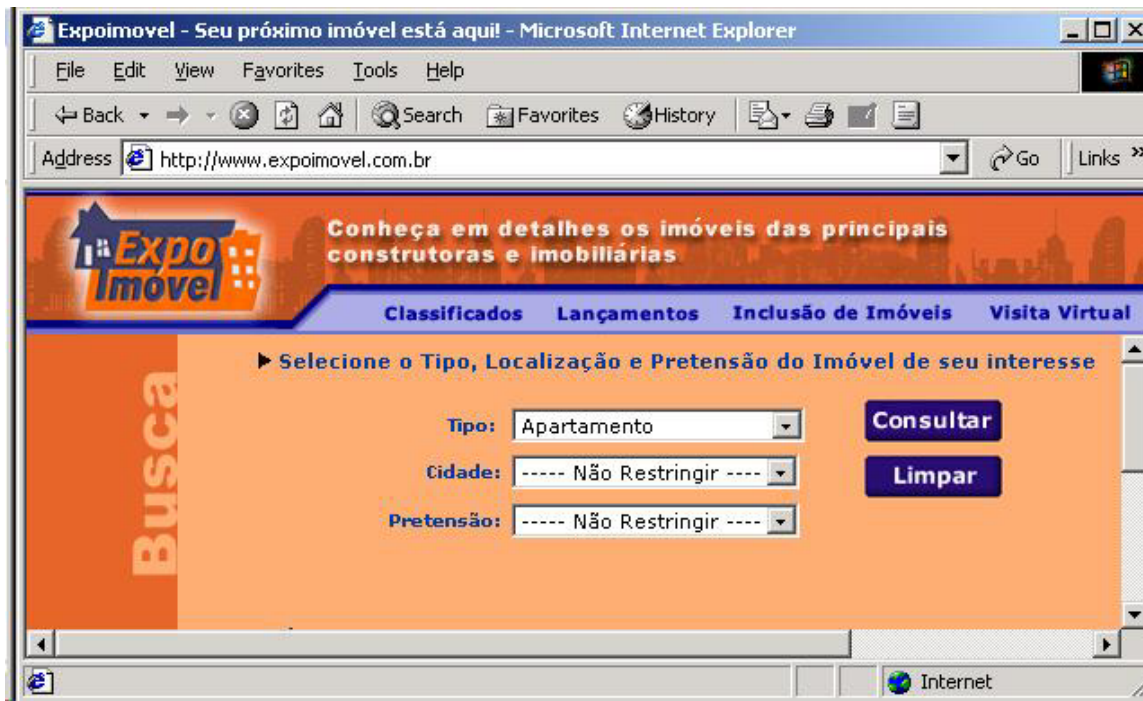 Expoimovel - Seu próximo imóvel está aqui! - Microsoft Internet Explorer
File Edit View Favorites Tools Help
Back Search Favorites History
Address http://www.expoimovel.com.br Go Links »
Expo
Imóvel
Conheça em detalhes os imóveis das principais
construtoras e imobiliárias
Classificados Lançamentos Inclusão de Imóveis Visita Virtual
Busca
Selecione o Tipo, Localização e Pretensão do Imóvel de seu interesse
Tipo: Apartamento Consultar
Cidade: ----- Não Restringir ---- Limpar
Pretensão: ----- Não Restringir ----
Internet